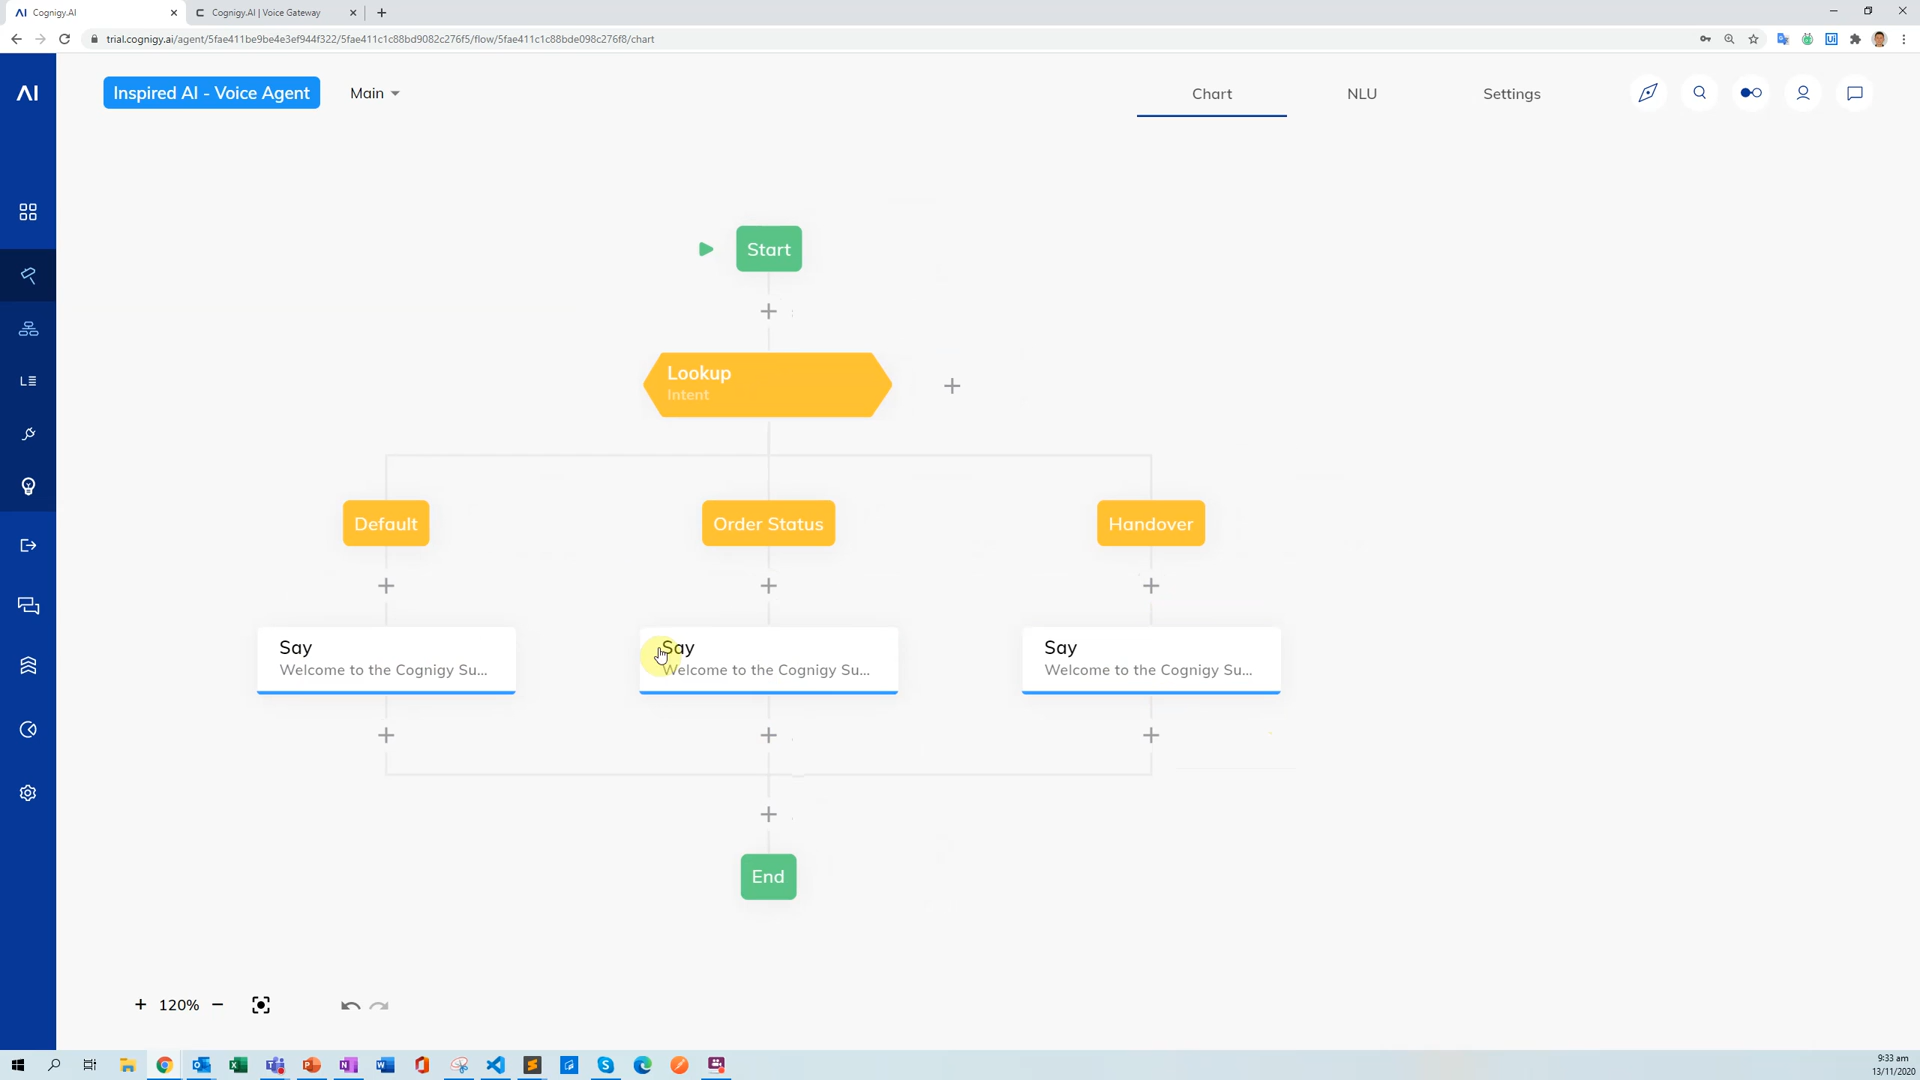 Cognigy.AI
Cognigy.AI | Voice Gateway
trial.cognigy.ai/agent/5fae411be9be4e3ef944f322/5fae411c1c88bd9082c276f5/flow/5fae411c1c88bde098c276f8/chart
AI
Inspired AI - Voice Agent
Main
Chart
NLU
Settings
Start
Lookup
Intent
Default
Order Status
Handover
Say
Welcome to the Cognigy Su...
Say
Welcome to the Cognigy Su...
Say
Welcome to the Cognigy Su...
End
+ 120% −
9:33 am
13/11/2020